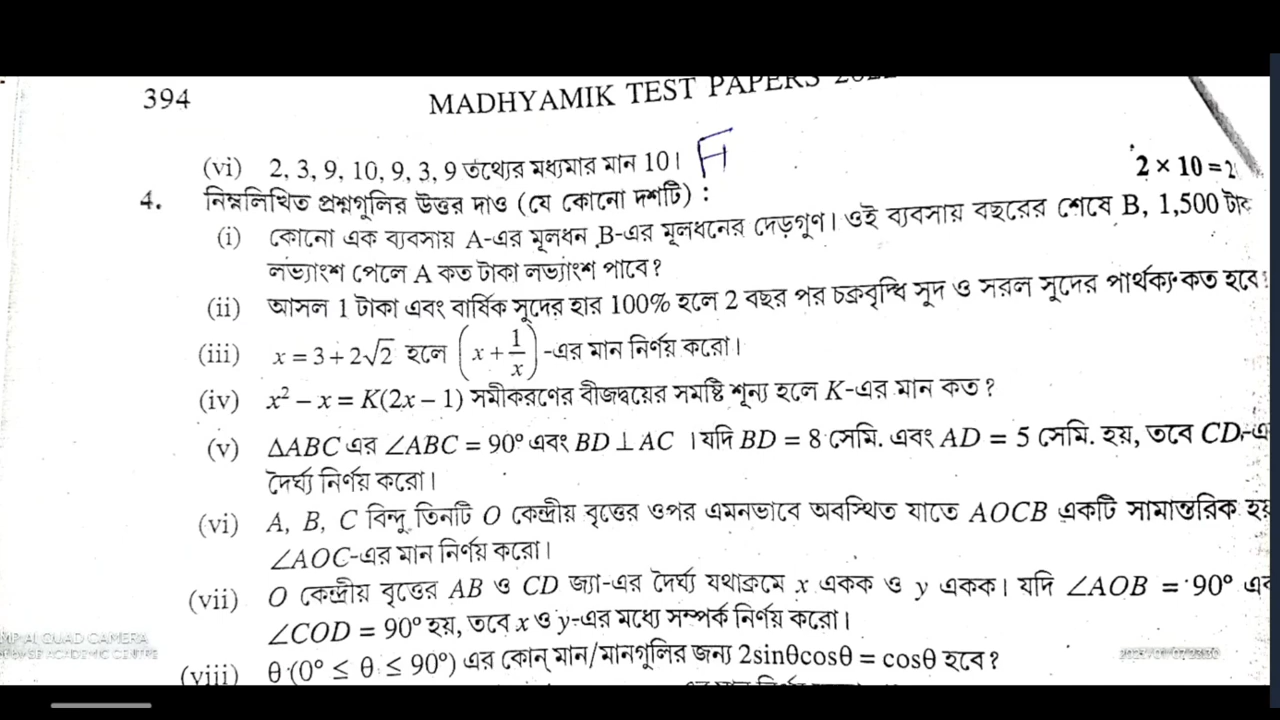 394
MADHYAMIK TEST PAPERS
(vi) 2, 3, 9, 10, 9, 3, 9 তথ্যের মধ্যমার মান 10। F
2 × 10 = 2
4. নিম্নলিখিত প্রশ্নগুলির উত্তর দাও (যে কোনো দশটি) :
(i) কোনো এক ব্যবসায় A-এর মূলধন B-এর মূলধনের দেড়গুণ। ওই ব্যবসায় বছরের শেষে B, 1,500 টাকা
লভ্যাংশ পেলে A কত টাকা লভ্যাংশ পাবে?
(ii) আসল 1 টাকা এবং বার্ষিক সুদের হার 100% হলে 2 বছর পর চক্রবৃদ্ধি সুদ ও সরল সুদের পার্থক্য কত হবে?
(iii) x = 3 + 2√2 হলে (x + 1/x) -এর মান নির্ণয় করো।
(iv) x² – x = K(2x – 1) সমীকরণের বীজদ্বয়ের সমষ্টি শূন্য হলে K-এর মান কত?
(v) ΔABC এর ∠ABC = 90° এবং BD ⊥ AC । যদি BD = 8 সেমি. এবং AD = 5 সেমি. হয়, তবে CD-এ
দৈর্ঘ্য নির্ণয় করো।
(vi) A, B, C বিন্দু তিনটি O কেন্দ্রীয় বৃত্তের ওপর এমনভাবে অবস্থিত যাতে AOCB একটি সামান্তরিক হয়
∠AOC-এর মান নির্ণয় করো।
(vii) O কেন্দ্রীয় বৃত্তের AB ও CD জ্যা-এর দৈর্ঘ্য যথাক্রমে x একক ও y একক। যদি ∠AOB = 90° এ
∠COD = 90° হয়, তবে x ও y-এর মধ্যে সম্পর্ক নির্ণয় করো।
(viii) θ (0° ≤ θ ≤ 90°) এর কোন্ মান/মানগুলির জন্য 2sinθcosθ = cosθ হবে?
AI QUAD CAMERA
ACADEMIC CENTRE